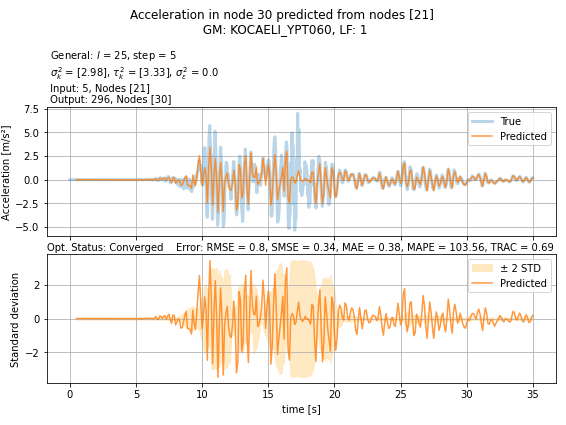 Acceleration in node 30 predicted from nodes [21]
GM: KOCAELI_YPT060, LF: 1
General: l = 25, step = 5
σ²ₖ = [2.98], τ²ₖ = [3.33], σ²ε = 0.0
Input: 5, Nodes [21]
Output: 296, Nodes [30]
Acceleration [m/s²]
7.5
5.0
2.5
0.0
−2.5
−5.0
True
Predicted
Opt. Status: Converged Error: RMSE = 0.8, SMSE = 0.34, MAE = 0.38, MAPE = 103.56, TRAC = 0.69
Standard deviation
2
0
−2
± 2 STD
Predicted
0 5 10 15 20 25 30 35
time [s]